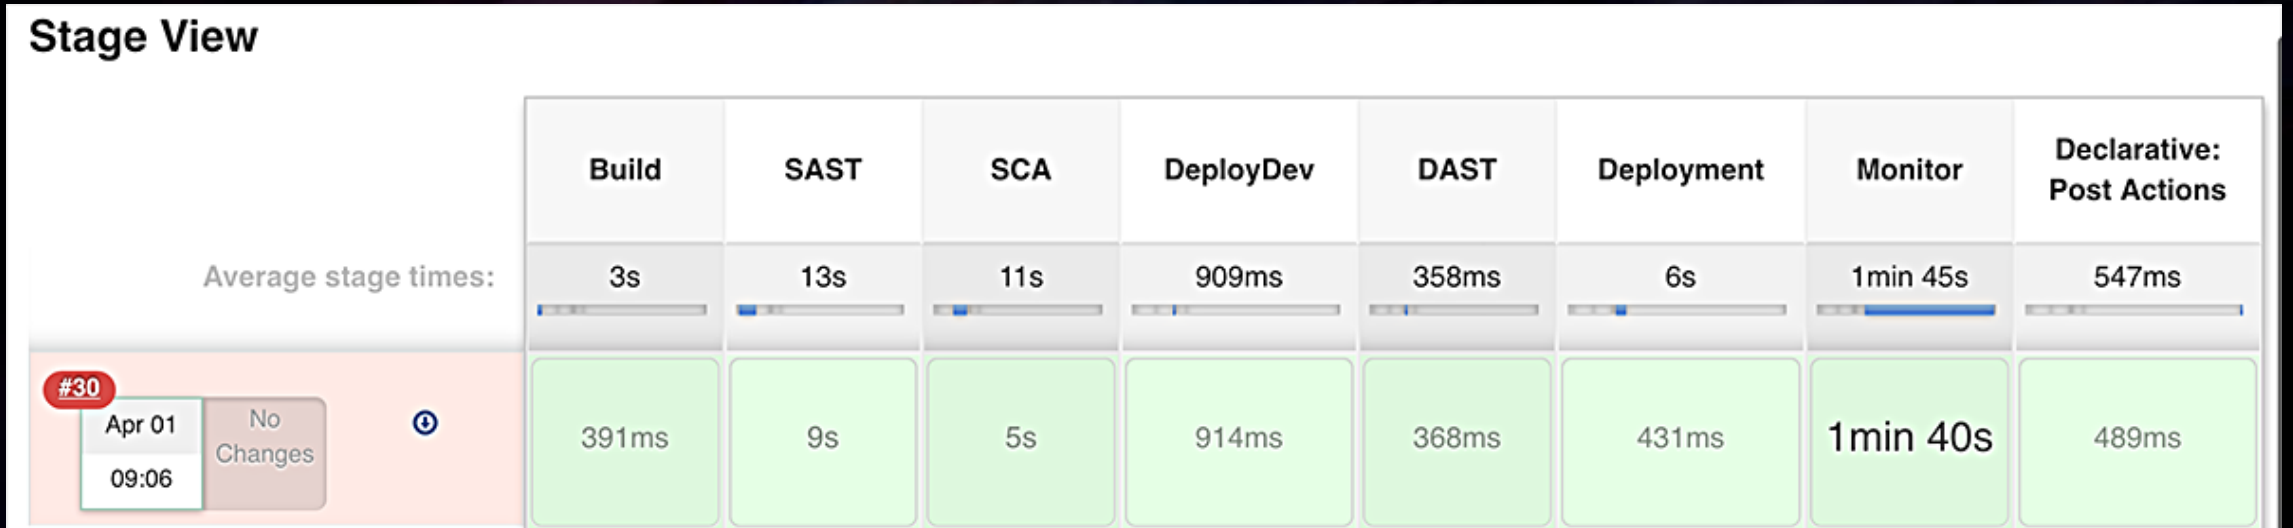 Stage View
Build SAST SCA DeployDev DAST Deployment Monitor Declarative:
Post Actions
Average stage times: 3s 13s 11s 909ms 358ms 6s 1min 45s 547ms
#30
Apr 01 No
Changes
09:06
391ms 9s 5s 914ms 368ms 431ms 1min 40s 489ms